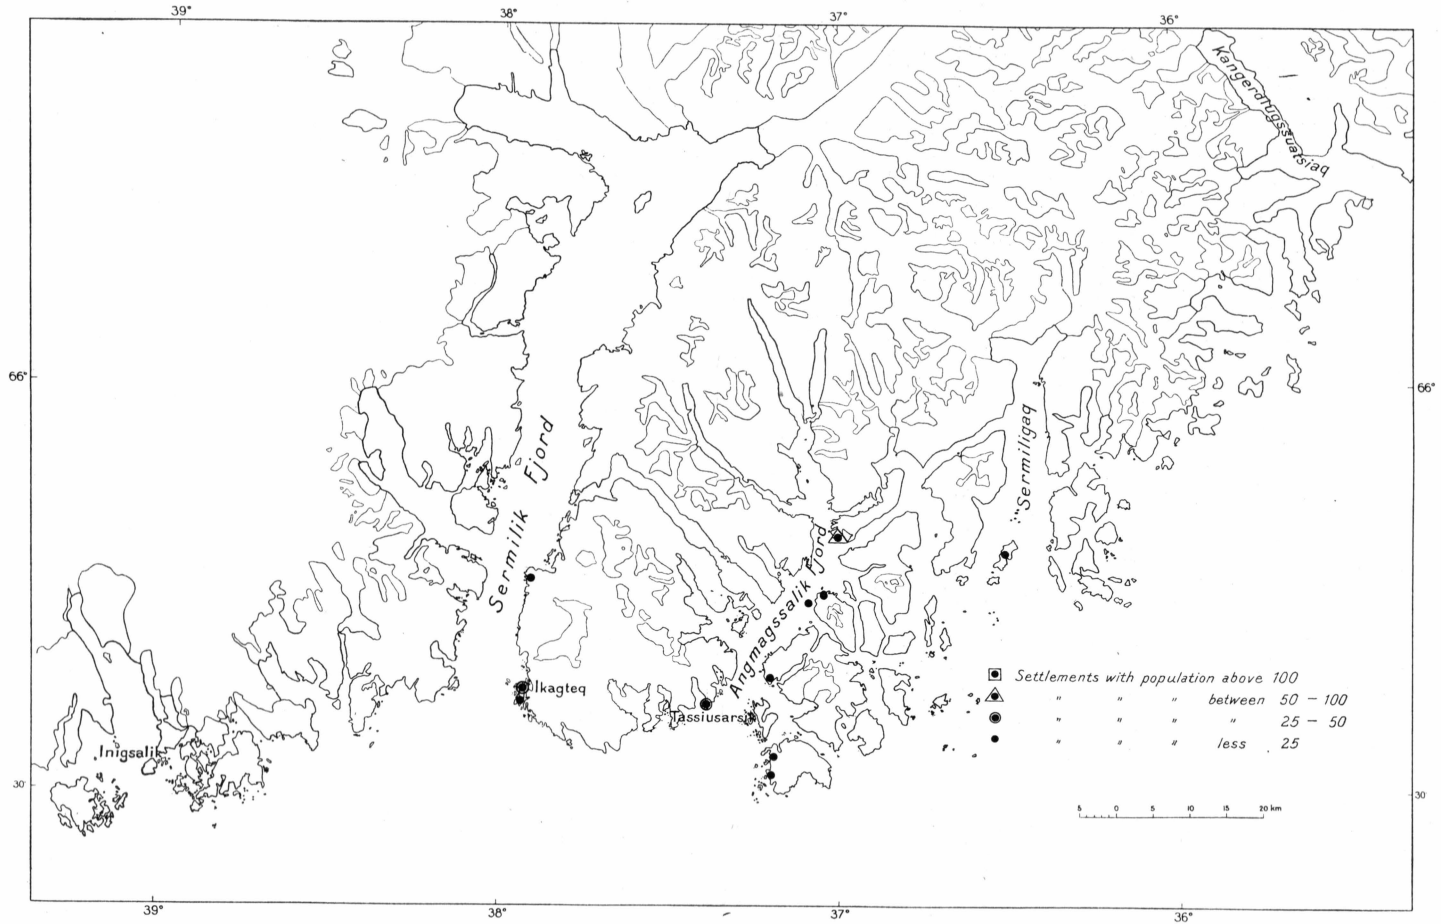 39° 38° 37° 36°
Kangerdlugssuatsiaq
66° 66°
Sermilik Fjord
Sermiligaq
Angmagssalik Fjord
Ikagteq
Tassiusarsik
Inigsalik
Settlements with population above 100
" " " between 50 – 100
" " " " 25 – 50
" " " less 25
30' 30'
5 0 5 10 15 20 km
39° 38° 37° 36°